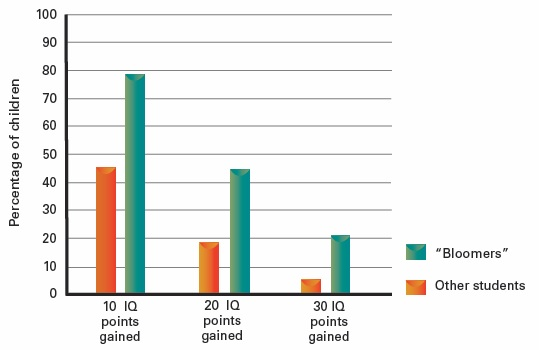 100
90
80
70
60
50
40
30
20
10
0
Percentage of children
10 IQ
points
gained
20 IQ
points
gained
30 IQ
points
gained
“Bloomers”
Other students